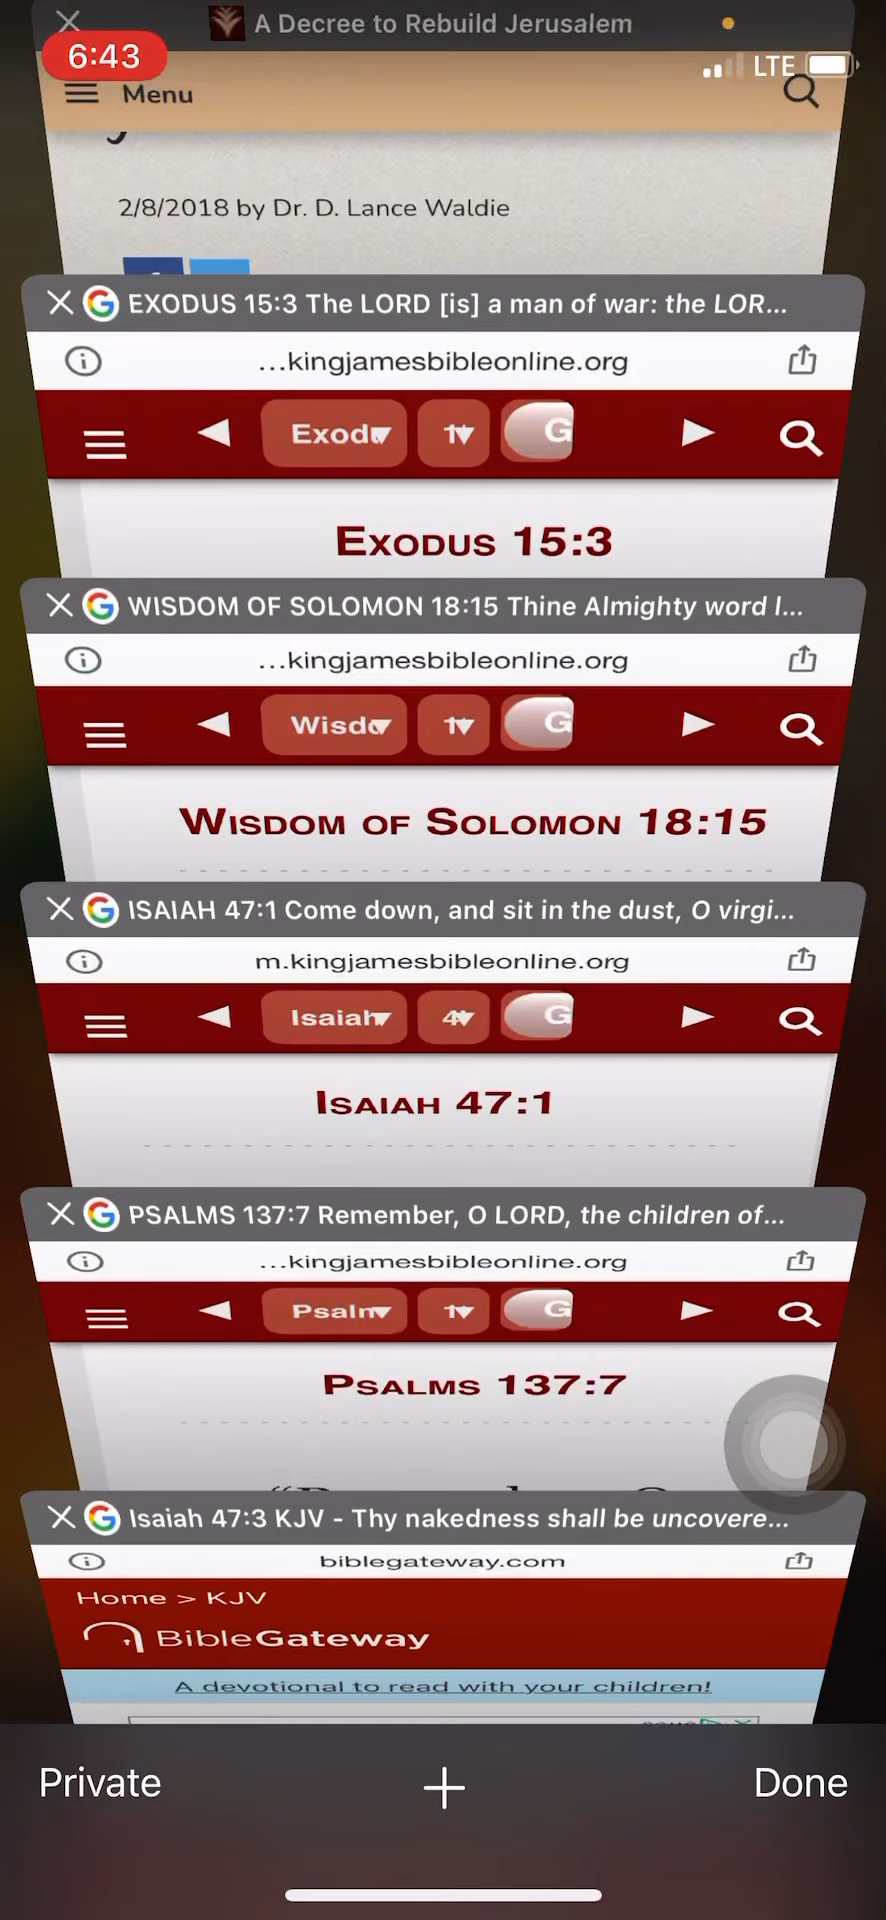 A Decree to Rebuild Jerusalem
6:43
LTE
Menu
2/8/2018 by Dr. D. Lance Waldie
EXODUS 15:3 The LORD [is] a man of war: the LOR...
...kingjamesbibleonline.org
Exod 1 G
EXODUS 15:3
WISDOM OF SOLOMON 18:15 Thine Almighty word l...
...kingjamesbibleonline.org
Wisd 1 G
WISDOM OF SOLOMON 18:15
ISAIAH 47:1 Come down, and sit in the dust, O virgi...
m.kingjamesbibleonline.org
Isaiah 4 G
ISAIAH 47:1
PSALMS 137:7 Remember, O LORD, the children of...
...kingjamesbibleonline.org
Psalm 1 G
PSALMS 137:7
Isaiah 47:3 KJV - Thy nakedness shall be uncovere...
biblegateway.com
Home > KJV
BibleGateway
A devotional to read with your children!
Private
Done